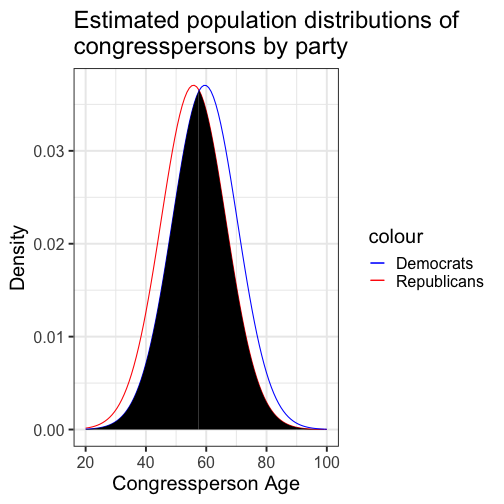 Estimated population distributions of
congresspersons by party
Density
0.03
0.02
0.01
0.00
20 40 60 80 100
Congressperson Age
colour
Democrats
Republicans